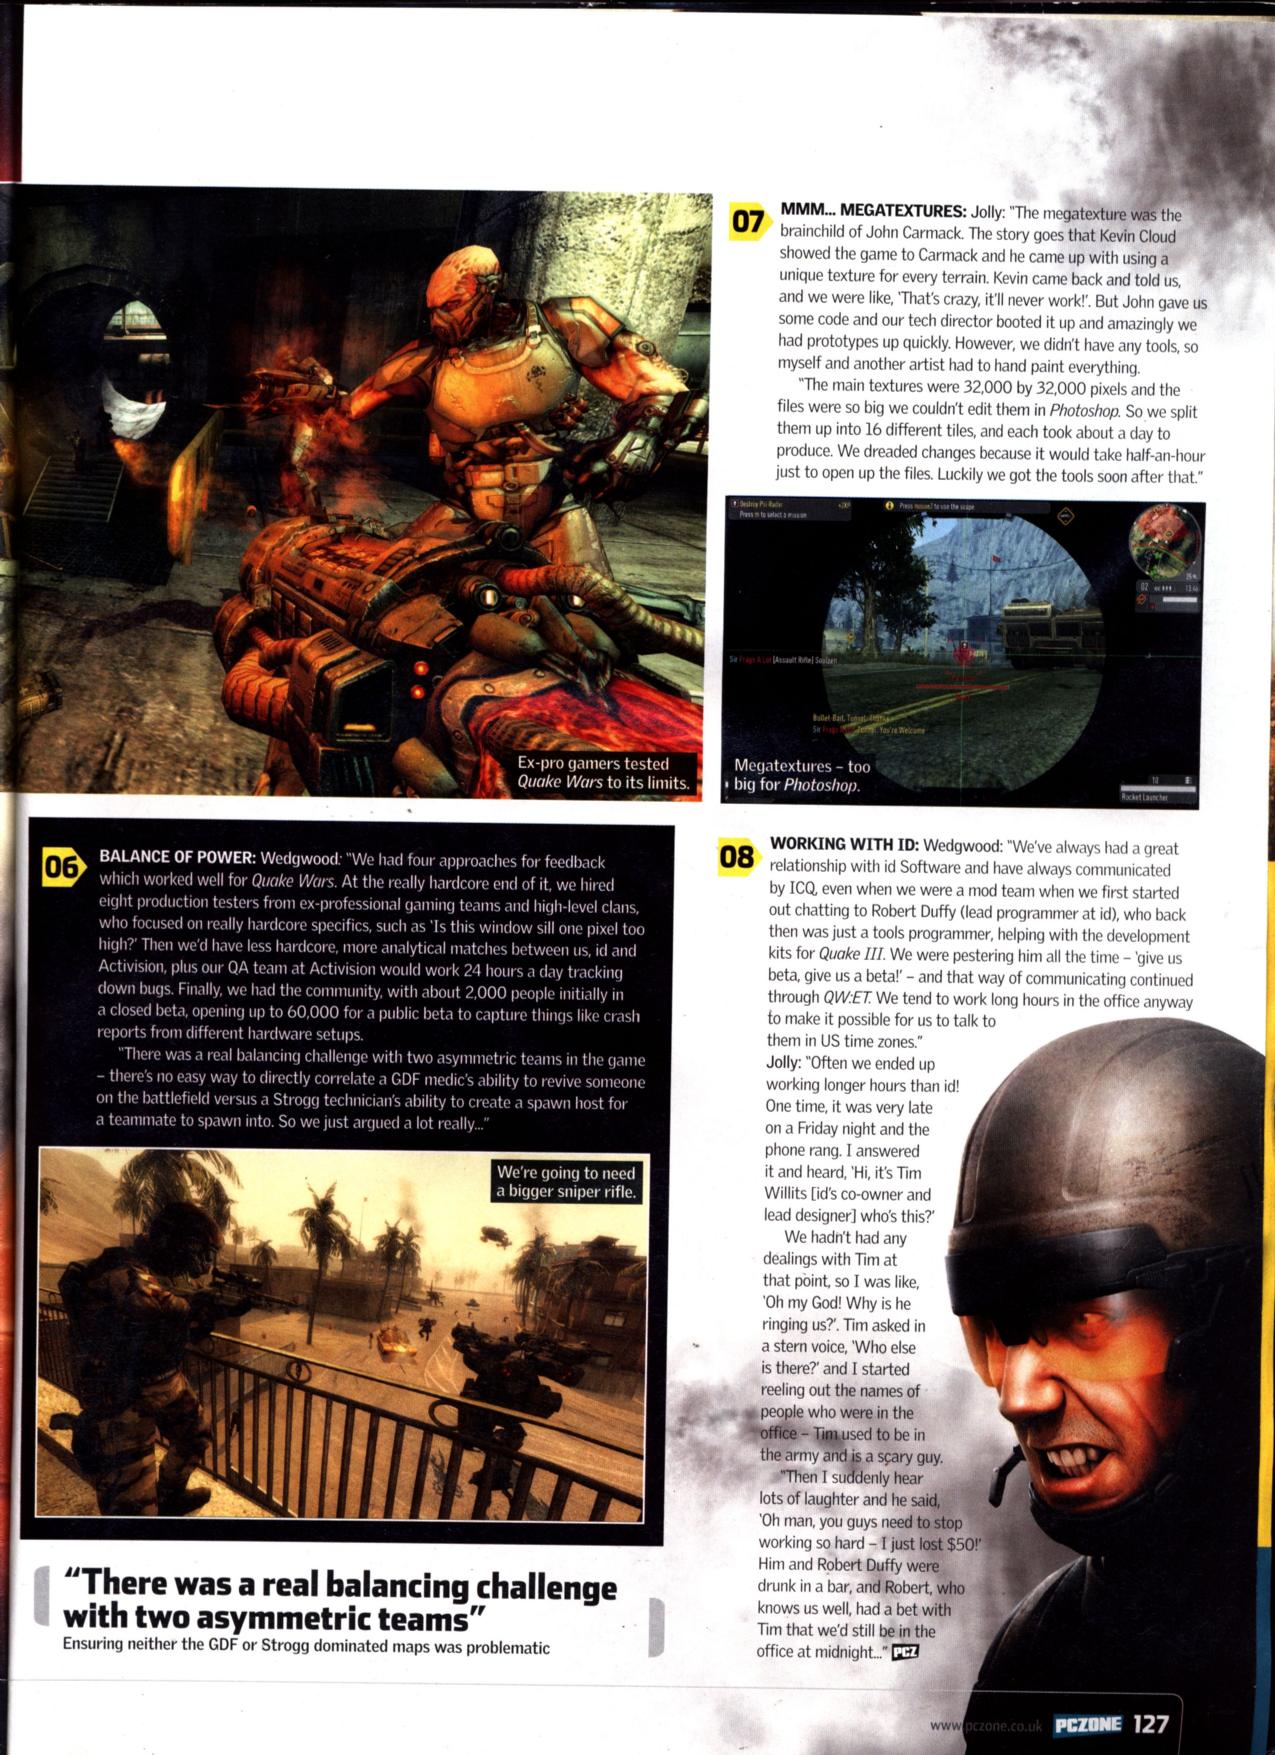 07 MMM... MEGATEXTURES: Jolly: "The megatexture was the
brainchild of John Carmack. The story goes that Kevin Cloud
showed the game to Carmack and he came up with using a
unique texture for every terrain. Kevin came back and told us,
and we were like, 'That's crazy, it'll never work!'. But John gave us
some code and our tech director booted it up and amazingly we
had prototypes up quickly. However, we didn't have any tools, so
myself and another artist had to hand paint everything.
"The main textures were 32,000 by 32,000 pixels and the
files were so big we couldn't edit them in Photoshop. So we split
them up into 16 different tiles, and each took about a day to
produce. We dreaded changes because it would take half-an-hour
just to open up the files. Luckily we got the tools soon after that."
Ex-pro gamers tested
Quake Wars to its limits.
Press m to select a mission
Press mouse2 to use the scope
Sir Frags A Lot [Assault Rifle] Soulzen
You're Welcome
Rocket Launcher
Megatextures – too
big for Photoshop.
06 BALANCE OF POWER: Wedgwood: "We had four approaches for feedback
which worked well for Quake Wars. At the really hardcore end of it, we hired
eight production testers from ex-professional gaming teams and high-level clans,
who focused on really hardcore specifics, such as 'Is this window sill one pixel too
high?' Then we'd have less hardcore, more analytical matches between us, id and
Activision, plus our QA team at Activision would work 24 hours a day tracking
down bugs. Finally, we had the community, with about 2,000 people initially in
a closed beta, opening up to 60,000 for a public beta to capture things like crash
reports from different hardware setups.
"There was a real balancing challenge with two asymmetric teams in the game
– there's no easy way to directly correlate a GDF medic's ability to revive someone
on the battlefield versus a Strogg technician's ability to create a spawn host for
a teammate to spawn into. So we just argued a lot really..."
We're going to need
a bigger sniper rifle.
"There was a real balancing challenge
with two asymmetric teams"
Ensuring neither the GDF or Strogg dominated maps was problematic
08 WORKING WITH ID: Wedgwood: "We've always had a great
relationship with id Software and have always communicated
by ICQ, even when we were a mod team when we first started
out chatting to Robert Duffy (lead programmer at id), who back
then was just a tools programmer, helping with the development
kits for Quake III. We were pestering him all the time – 'give us
beta, give us a beta!' – and that way of communicating continued
through QW:ET. We tend to work long hours in the office anyway
to make it possible for us to talk to
them in US time zones."
Jolly: "Often we ended up
working longer hours than id!
One time, it was very late
on a Friday night and the
phone rang. I answered
it and heard, 'Hi, it's Tim
Willits [id's co-owner and
lead designer] who's this?'
We hadn't had any
dealings with Tim at
that point, so I was like,
'Oh my God! Why is he
ringing us?'. Tim asked in
a stern voice, 'Who else
is there?' and I started
reeling out the names of
people who were in the
office – Tim used to be in
the army and is a scary guy.
"Then I suddenly hear
lots of laughter and he said,
'Oh man, you guys need to stop
working so hard – I just lost $50!'
Him and Robert Duffy were
drunk in a bar, and Robert, who
knows us well, had a bet with
Tim that we'd still be in the
office at midnight..." PCZ
www.pczone.co.uk PCZONE 127